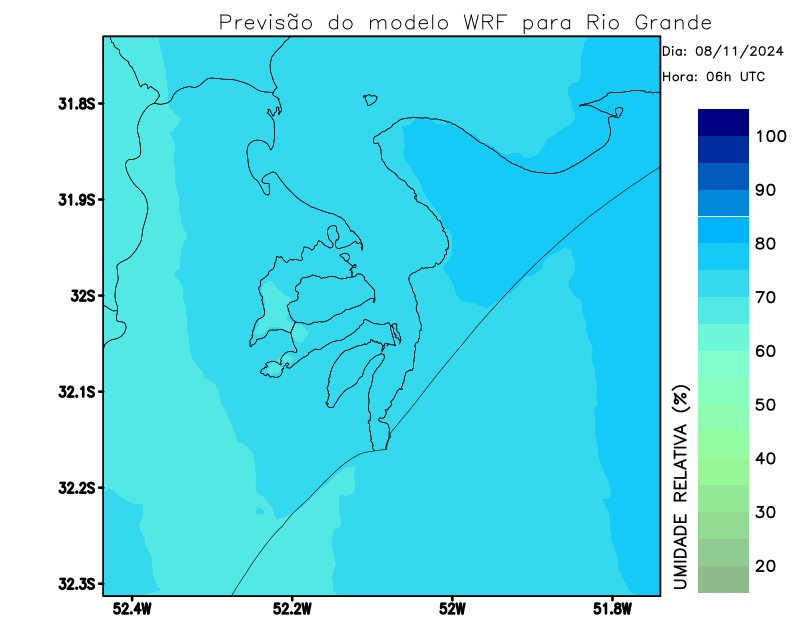 Previsão do modelo WRF para Rio Grande
Dia: 08/11/2024
Hora: 06h UTC
31.8S
31.9S
32S
32.1S
32.2S
32.3S
52.4W
52.2W
52W
51.8W
UMIDADE RELATIVA (%)
100
90
80
70
60
50
40
30
20